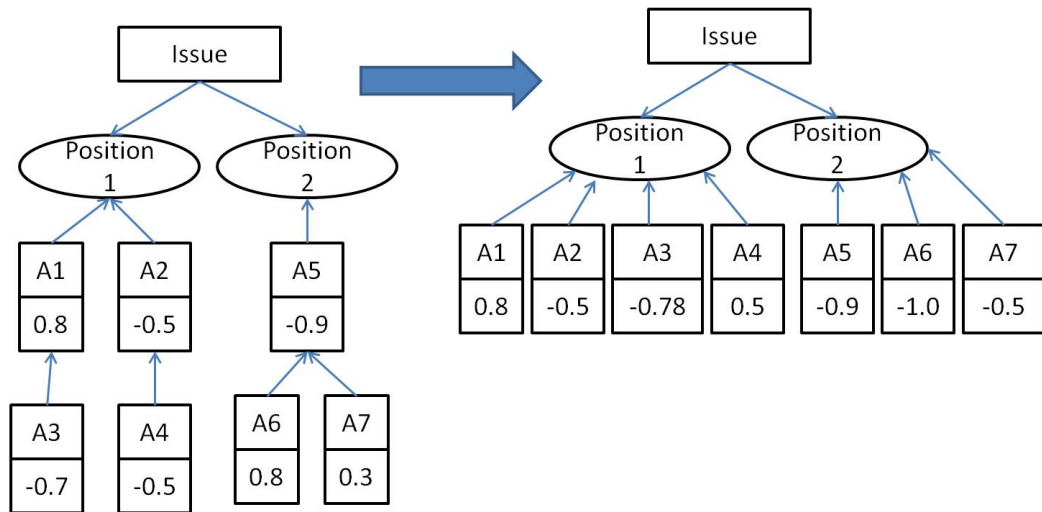 Issue
Position
1
Position
2
A1
0.8
A2
-0.5
A5
-0.9
A3
-0.7
A4
-0.5
A6
0.8
A7
0.3
Issue
Position
1
Position
2
A1
0.8
A2
-0.5
A3
-0.78
A4
0.5
A5
-0.9
A6
-1.0
A7
-0.5